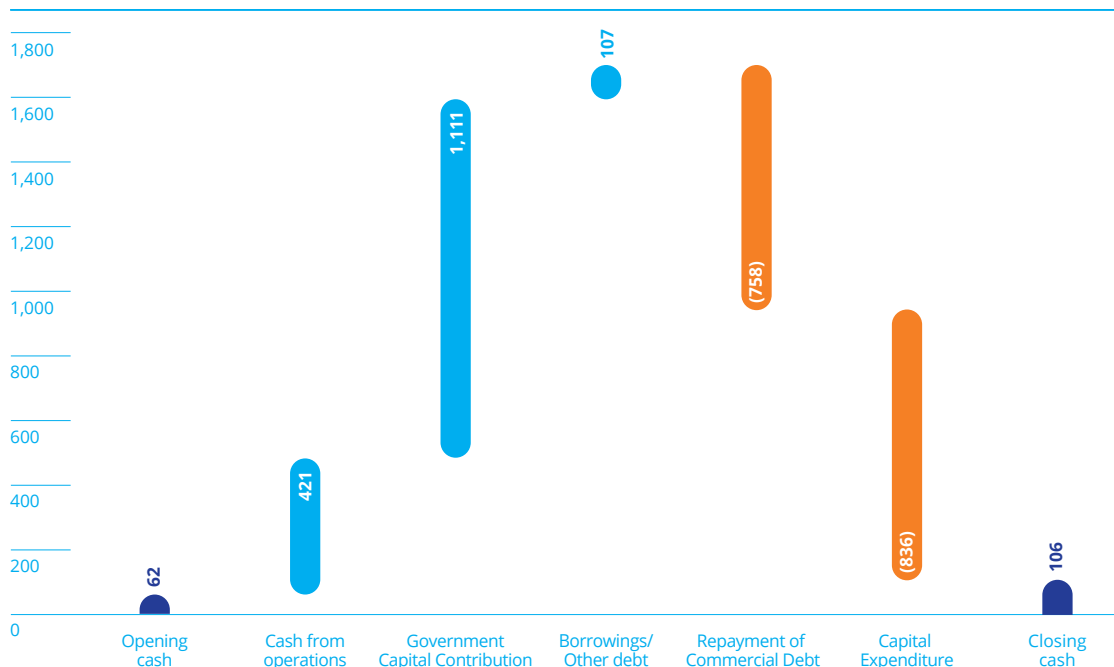 1,800
1,600
1,400
1,200
1,000
800
600
400
200
0
62
421
1,111
107
(758)
(836)
106
Opening
cash
Cash from
operations
Government
Capital Contribution
Borrowings/
Other debt
Repayment of
Commercial Debt
Capital
Expenditure
Closing
cash